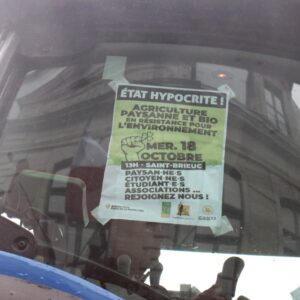 ÉTAT HYPOCRITE !
AGRICULTURE
PAYSANNE ET BIO
EN RÉSISTANCE POUR
L'ENVIRONNEMENT
MER. 18
OCTOBRE
13H - SAINT-BRIEUC
PAYSAN·NE·S
CITOYEN·NE·S
ÉTUDIANT·E·S
ASSOCIATIONS ...
REJOIGNEZ NOUS !